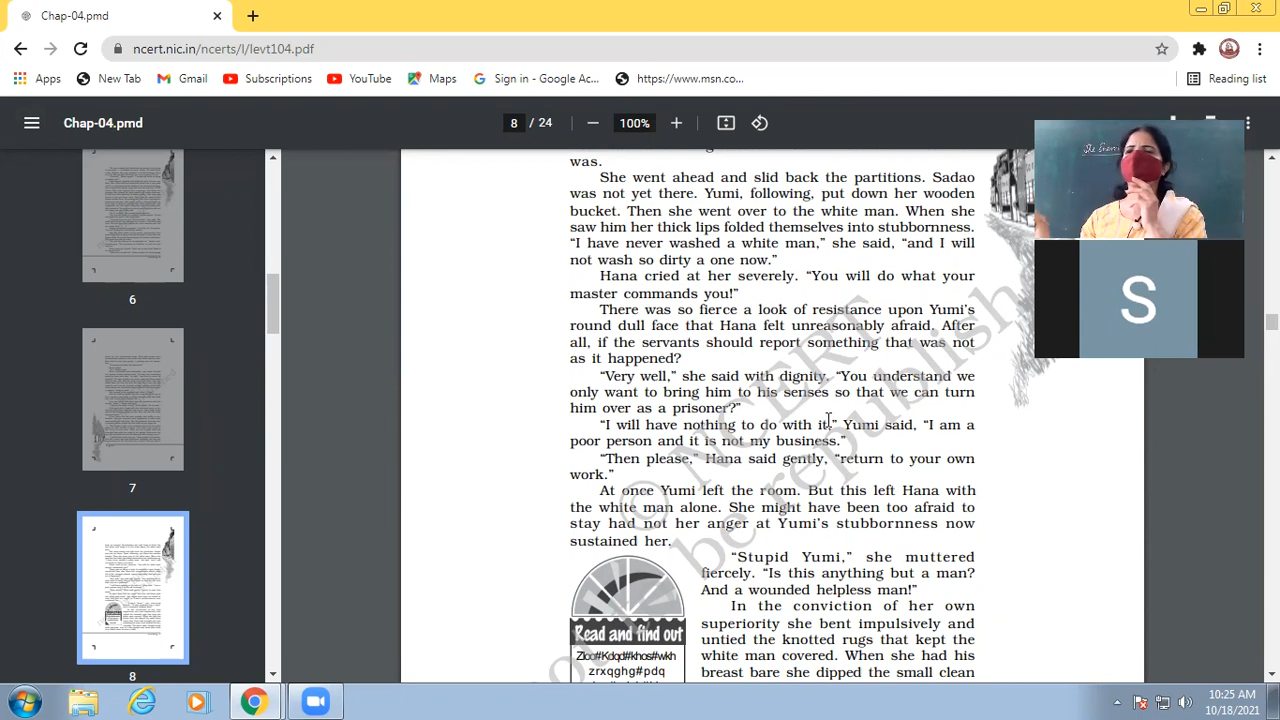 Chap-04.pmd
ncert.nic.in/ncerts/l/levt104.pdf
Apps
New Tab
Gmail
Subscriptions
YouTube
Maps
Sign in - Google Ac...
https://www.msn.co...
Reading list
Chap-04.pmd
8 / 24
100%
6
7
8
was.
She went ahead and slid back the partitions. Sadao
was not yet there. Yumi, following, put down her wooden
bucket. Then she went over to the white man. When she
saw him her thick lips folded themselves into stubbornness.
“I have never washed a white man,” she said, “and I will
not wash so dirty a one now.”
Hana cried at her severely. “You will do what your
master commands you!”
There was so fierce a look of resistance upon Yumi’s
round dull face that Hana felt unreasonably afraid. After
all, if the servants should report something that was not
as it happened?
“Very well,” she said with dignity. “You understand we
only want to bring him to his senses so that we can turn
him over as a prisoner?”
“I will have nothing to do with it,” Yumi said, “I am a
poor person and it is not my business.”
“Then please,” Hana said gently, “return to your own
work.”
At once Yumi left the room. But this left Hana with
the white man alone. She might have been too afraid to
stay had not her anger at Yumi’s stubbornness now
sustained her.
“Stupid Yumi,” she muttered
fiercely. “Is this anything but a man?
And a wounded helpless man!”
In the conviction of her own
superiority she bent impulsively and
untied the knotted rugs that kept the
white man covered. When she had his
breast bare she dipped the small clean
Read and find out
Zloo#Kdqd#khos#wkh
zrxqghg#pdq
© NCERT
be republish
S
10:25 AM
10/18/2021